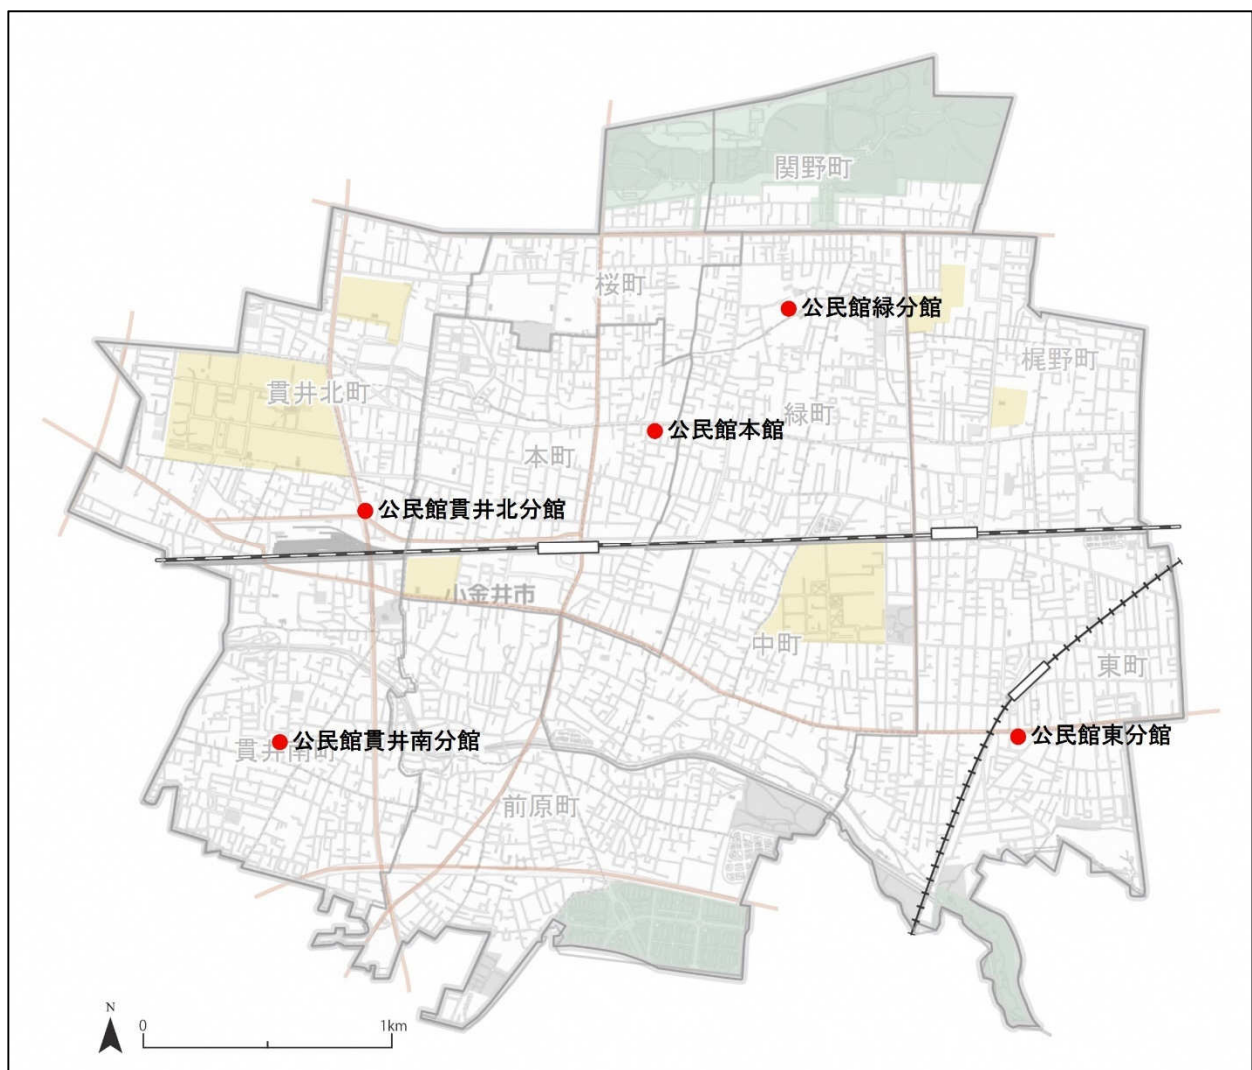 関野町
桜町
公民館緑分館
梶野町
貫井北町
緑町
公民館本館
本町
公民館貫井北分館
小金井市
中町
東町
公民館東分館
公民館貫井南分館
貫井南町
前原町
N
0
1km